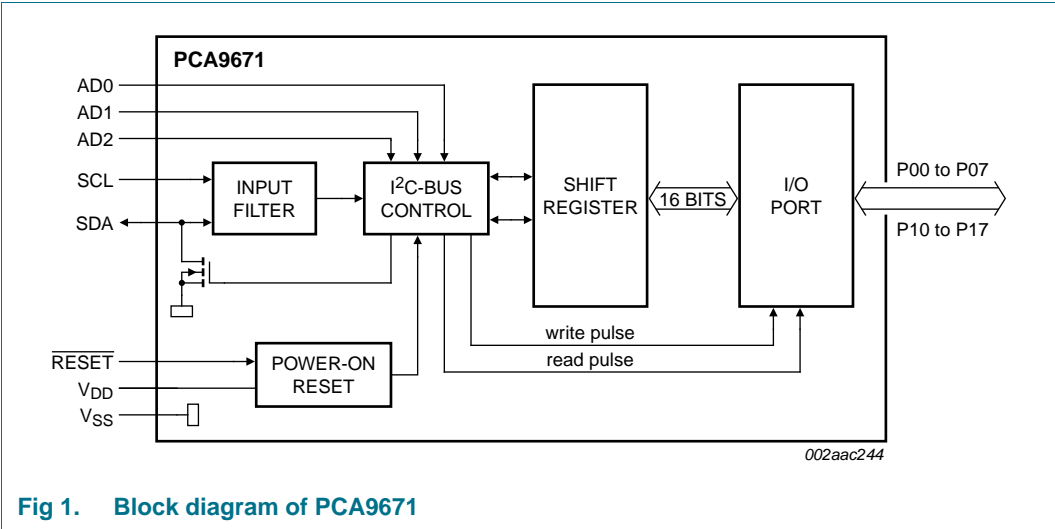 PCA9671
AD0
AD1
AD2
SCL
SDA
INPUT
FILTER
I²C-BUS
CONTROL
SHIFT
REGISTER
16 BITS
I/O
PORT
P00 to P07
P10 to P17
write pulse
read pulse
RESET
VDD
VSS
POWER-ON
RESET
002aac244
Fig 1. Block diagram of PCA9671